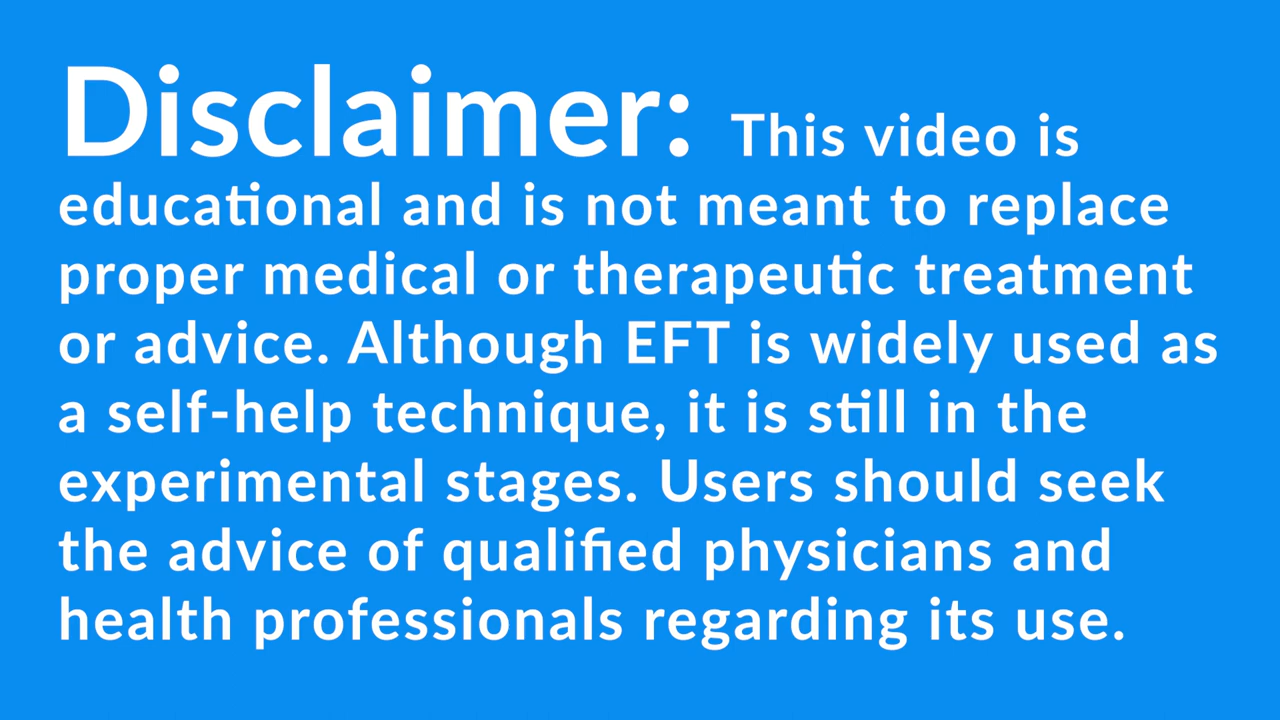 Disclaimer: This video is
educational and is not meant to replace
proper medical or therapeutic treatment
or advice. Although EFT is widely used as
a self-help technique, it is still in the
experimental stages. Users should seek
the advice of qualified physicians and
health professionals regarding its use.